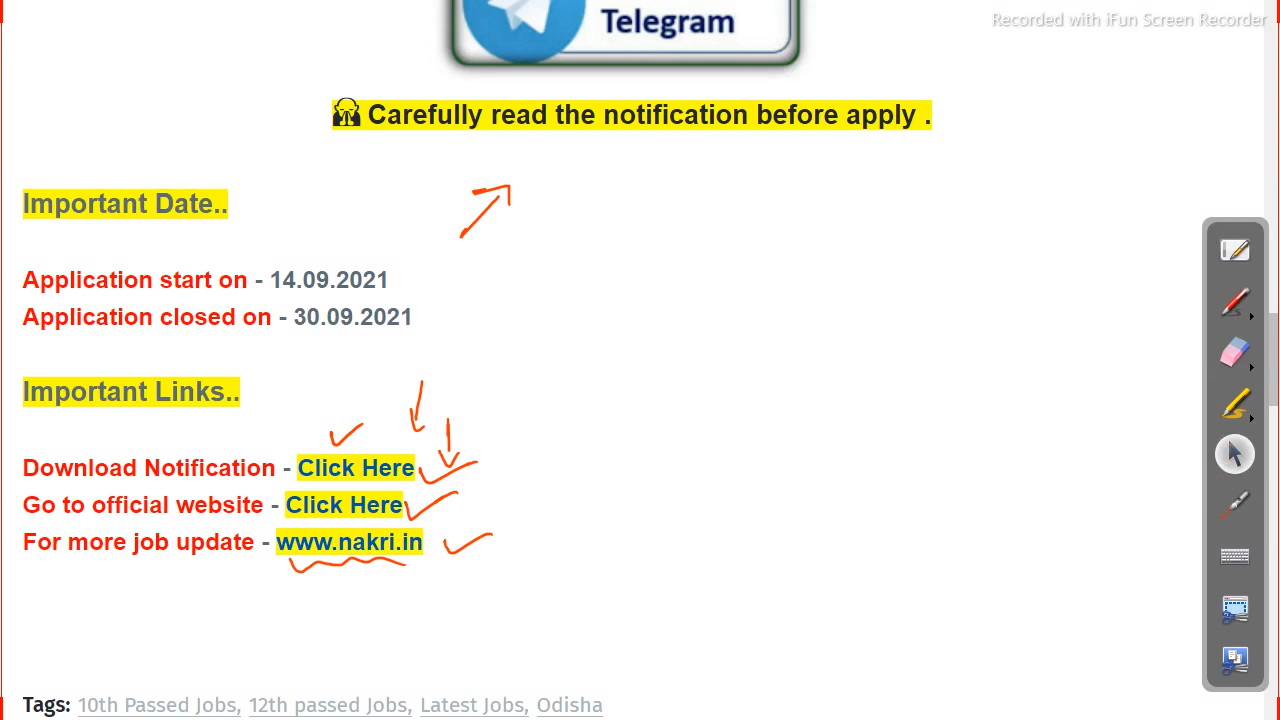 Recorded with iFun Screen Recorder
Telegram
Carefully read the notification before apply .
Important Date..
Application start on - 14.09.2021
Application closed on - 30.09.2021
Important Links..
Download Notification - Click Here
Go to official website - Click Here
For more job update - www.nakri.in
Tags: 10th Passed Jobs, 12th passed Jobs, Latest Jobs, Odisha